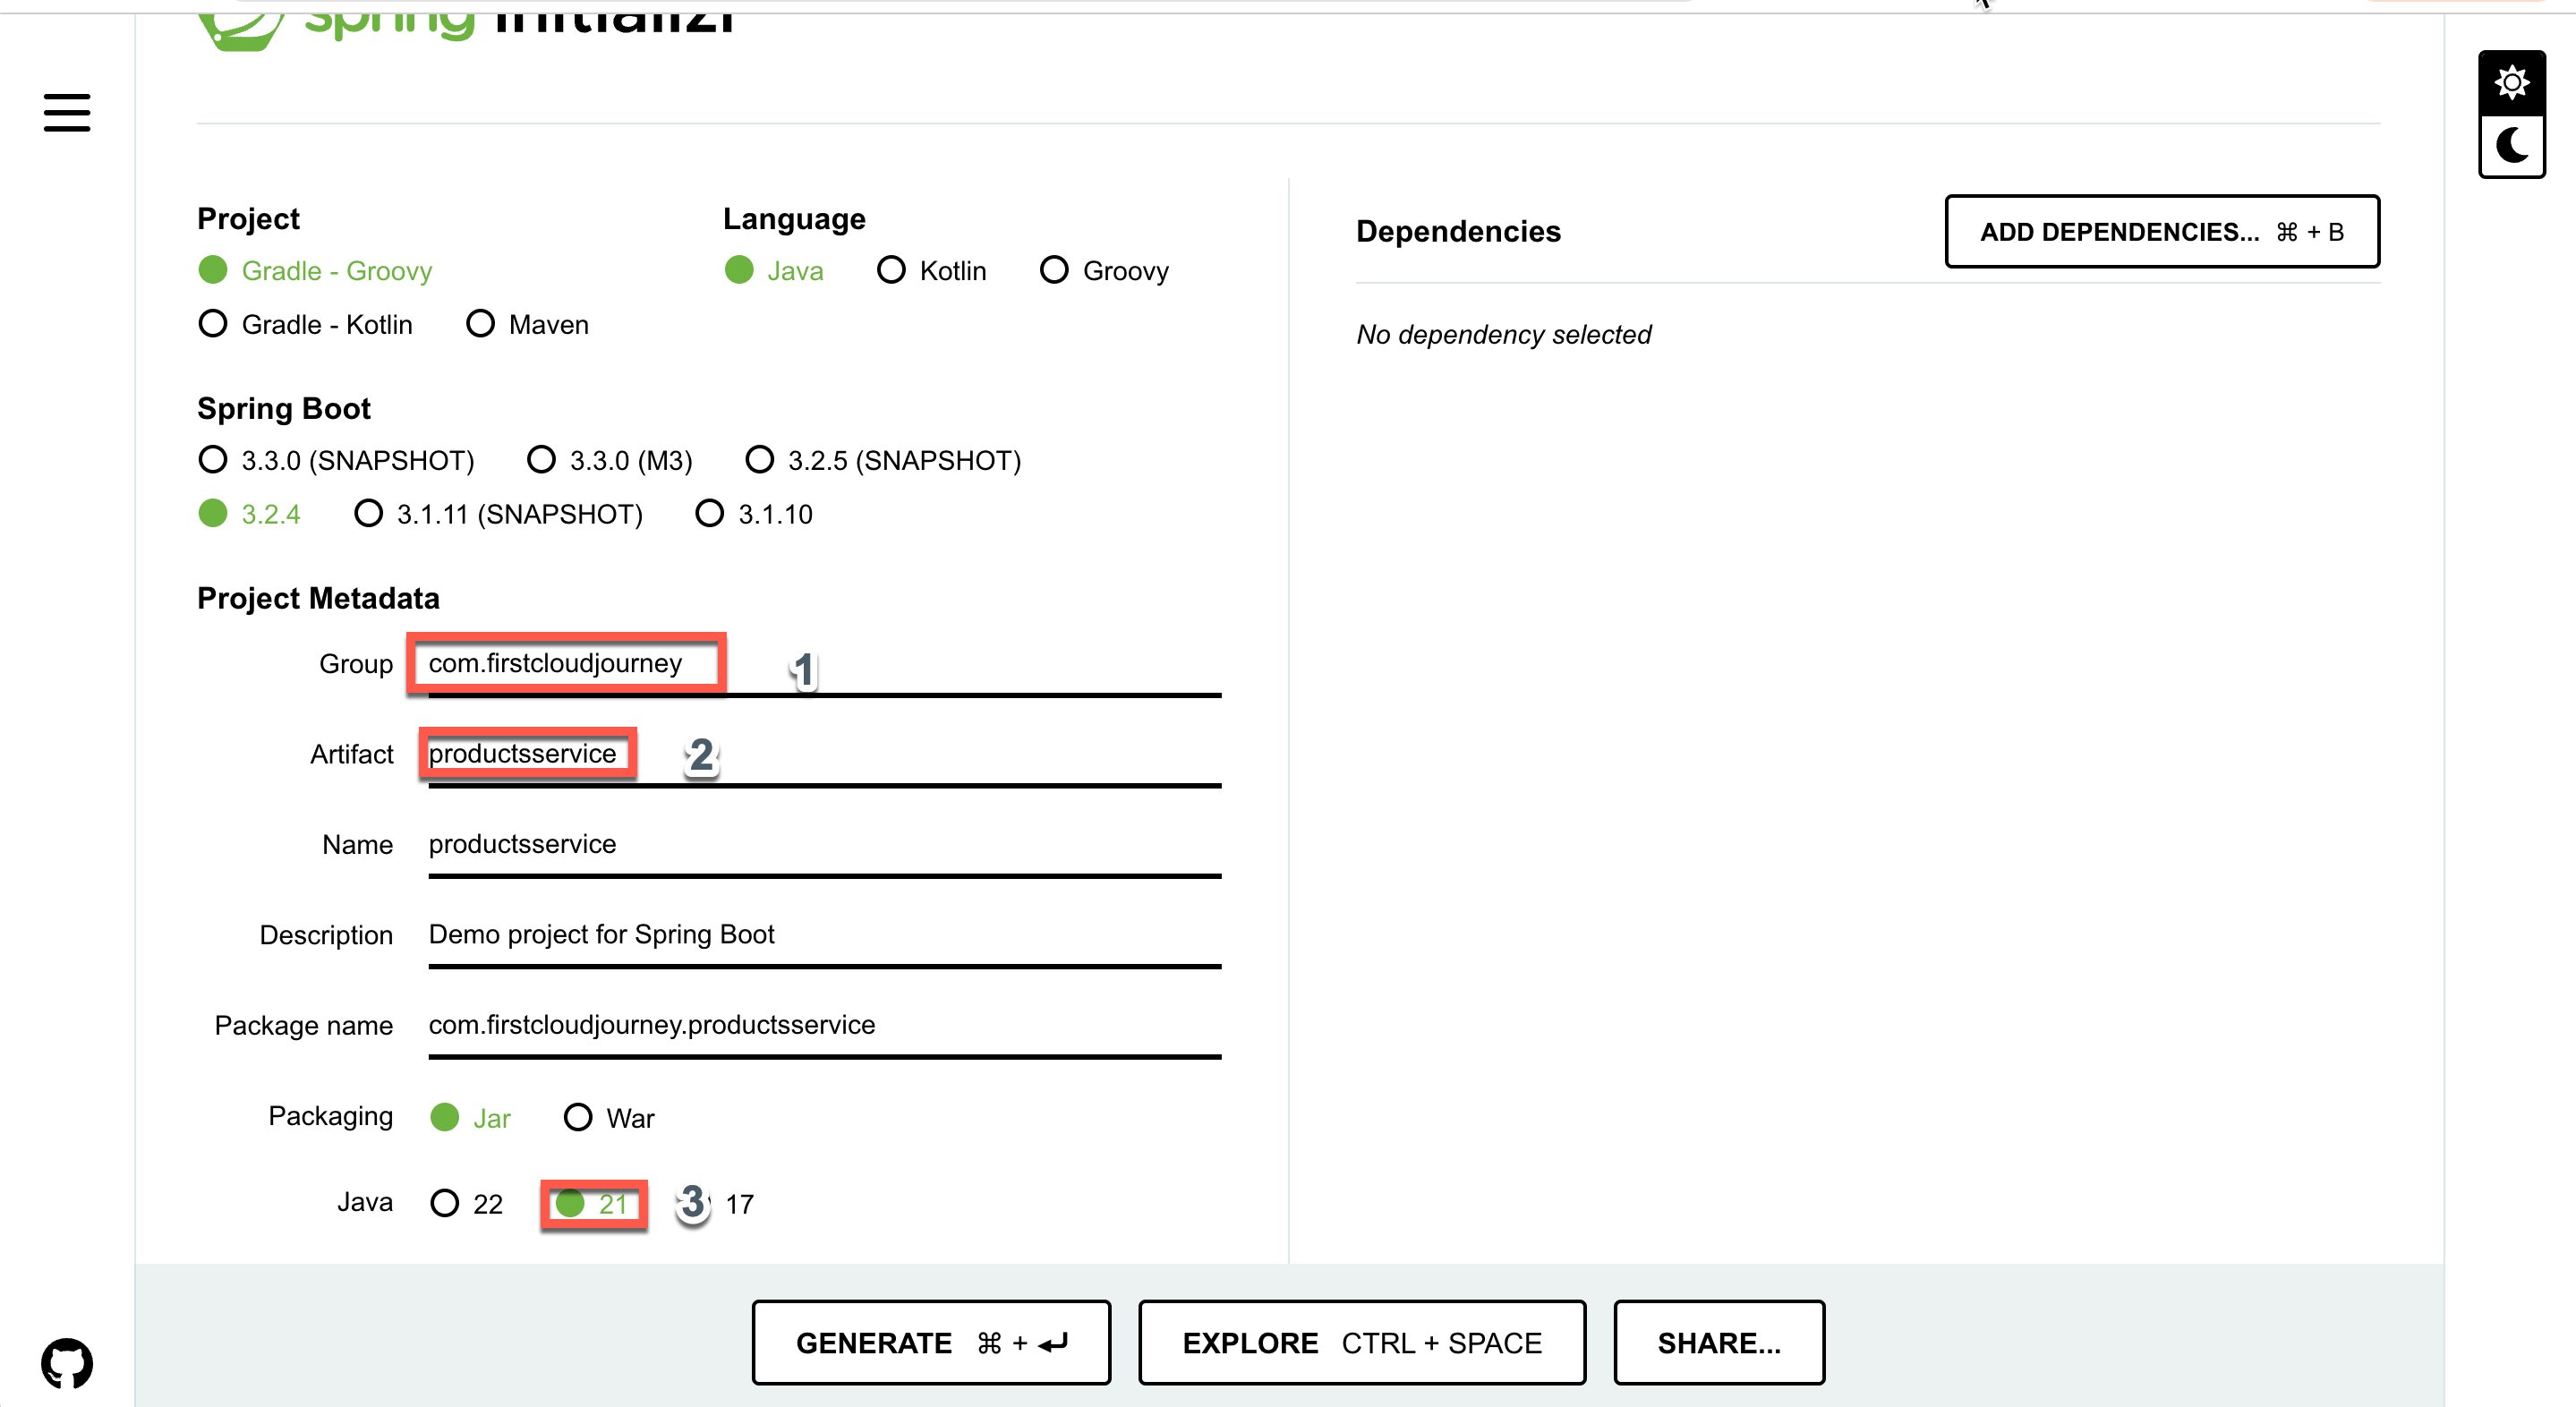 spring initializr
Project
Gradle - Groovy
Gradle - Kotlin Maven
Language
Java Kotlin Groovy
Spring Boot
3.3.0 (SNAPSHOT) 3.3.0 (M3) 3.2.5 (SNAPSHOT)
3.2.4 3.1.11 (SNAPSHOT) 3.1.10
Project Metadata
Group com.firstcloudjourney 1
Artifact productsservice 2
Name productsservice
Description Demo project for Spring Boot
Package name com.firstcloudjourney.productsservice
Packaging Jar War
Java 22 21 3 17
Dependencies ADD DEPENDENCIES... ⌘ + B
No dependency selected
GENERATE ⌘ + ↵ EXPLORE CTRL + SPACE SHARE...